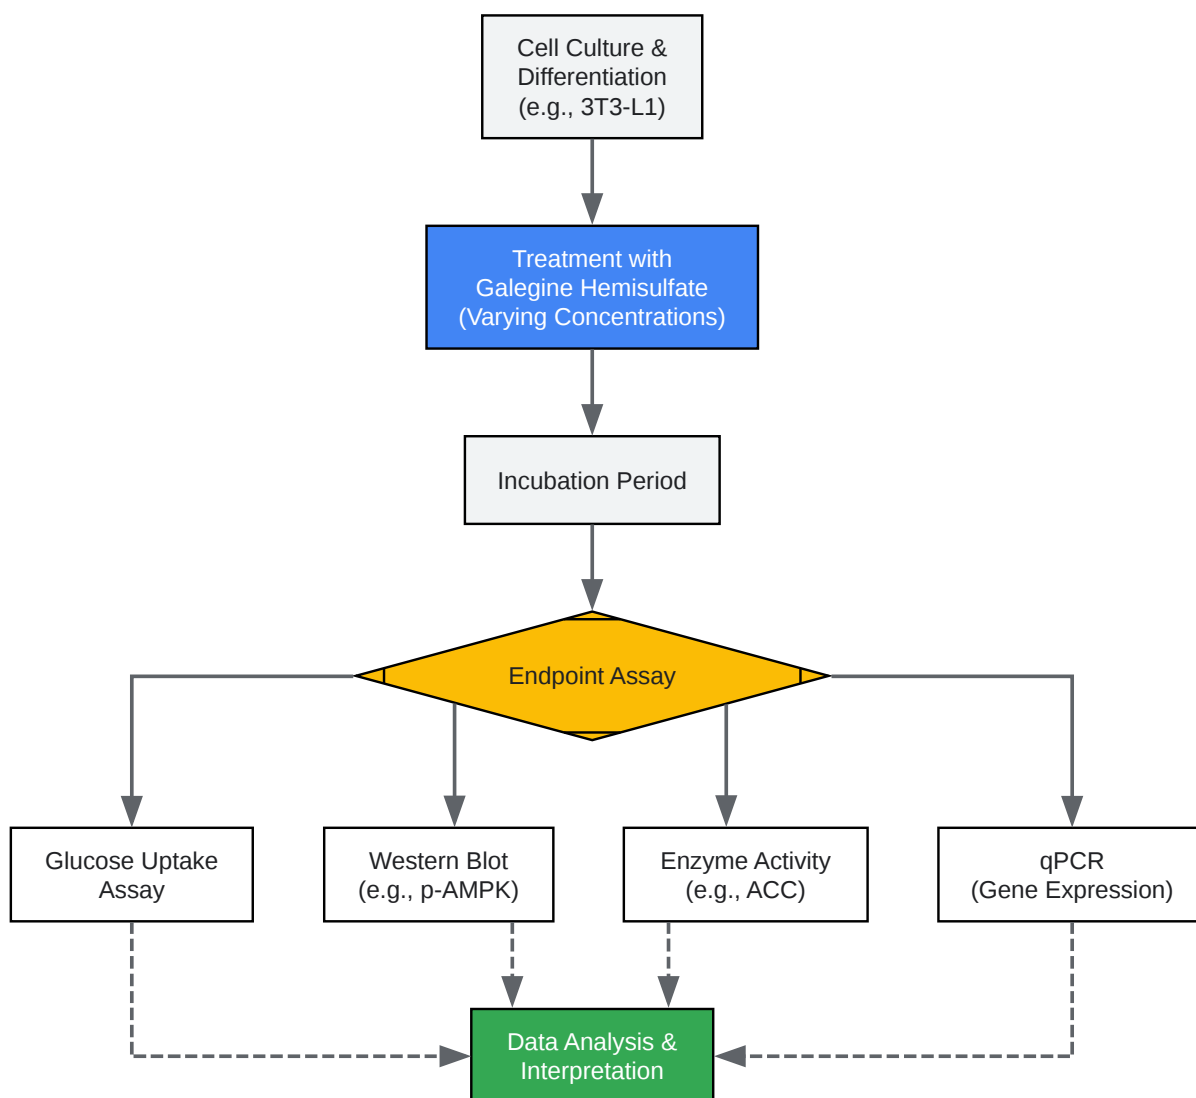 Cell Culture &
Differentiation
(e.g., 3T3-L1)
Treatment with
Galegine Hemisulfate
(Varying Concentrations)
Incubation Period
Endpoint Assay
Glucose Uptake
Assay
Western Blot
(e.g., p-AMPK)
Enzyme Activity
(e.g., ACC)
qPCR
(Gene Expression)
Data Analysis &
Interpretation